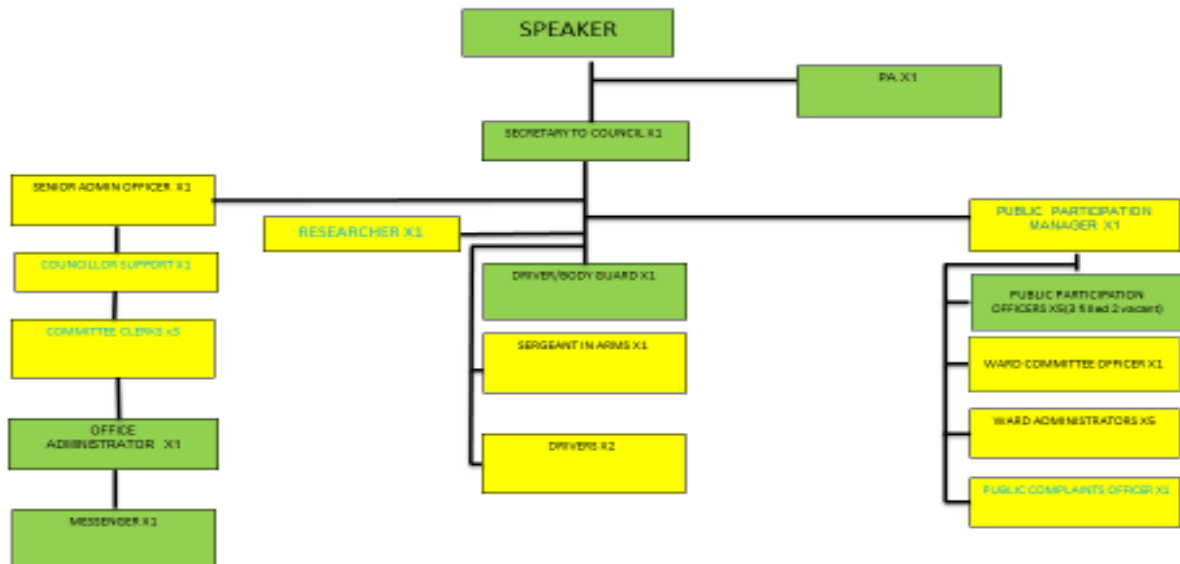 SPEAKER
PA X1
SECRETARY TO COUNCIL X1
SENIOR ADMIN OFFICER X1
RESEARCHER X1
PUBLIC PARTICIPATION
MANAGER X1
COUNCILLOR SUPPORT X1
DRIVER/BODY GUARD X1
PUBLIC PARTICIPATION
OFFICERS X5(3 filled 2 vacant)
COMMITTEE CLERKS x3
SERGEANT IN ARMS X1
WARD COMMITTEE OFFICER X1
OFFICE
ADMINISTRATOR X1
DRIVERS X2
WARD ADMINISTRATORS X5
PUBLIC COMPLAINTS OFFICER X1
MESSENGER X1